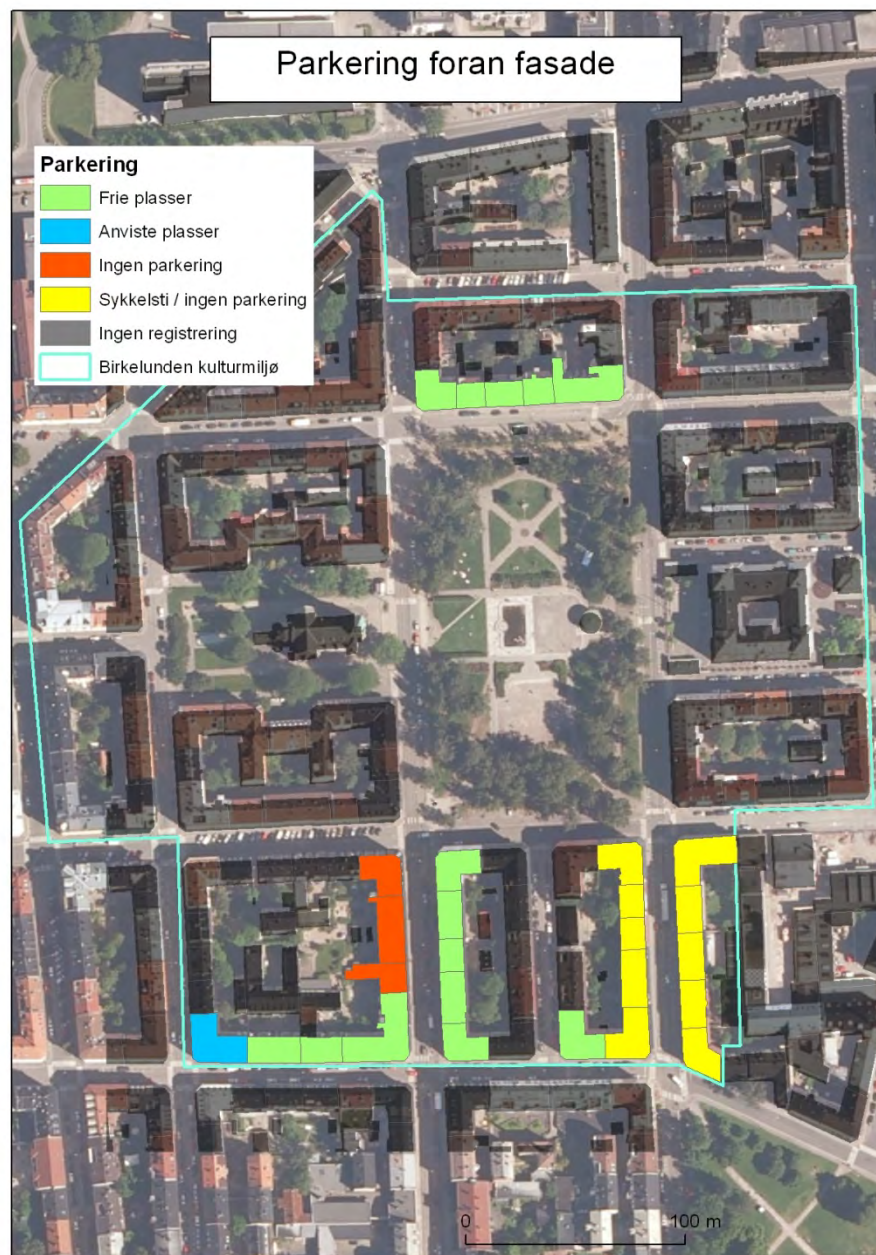 Parkering foran fasade
Parkering
Frie plasser
Anviste plasser
Ingen parkering
Sykkelsti / ingen parkering
Ingen registrering
Birkelunden kulturmiljø
0 100 m